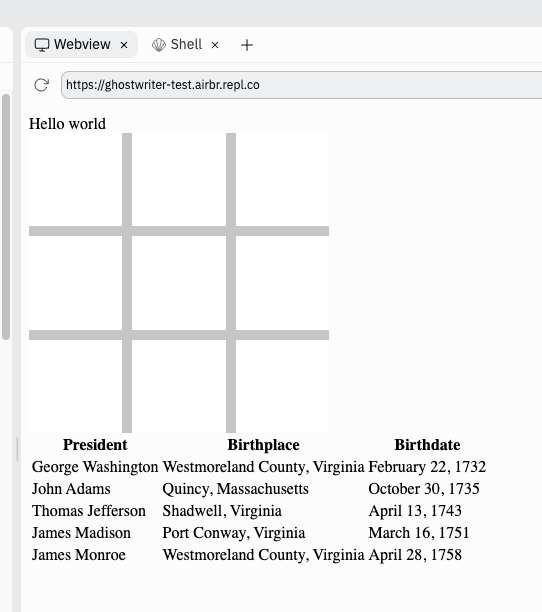 Webview × Shell × +
https://ghostwriter-test.airbr.repl.co
Hello world
President Birthplace Birthdate
George Washington Westmoreland County, Virginia February 22, 1732
John Adams Quincy, Massachusetts October 30, 1735
Thomas Jefferson Shadwell, Virginia April 13, 1743
James Madison Port Conway, Virginia March 16, 1751
James Monroe Westmoreland County, Virginia April 28, 1758